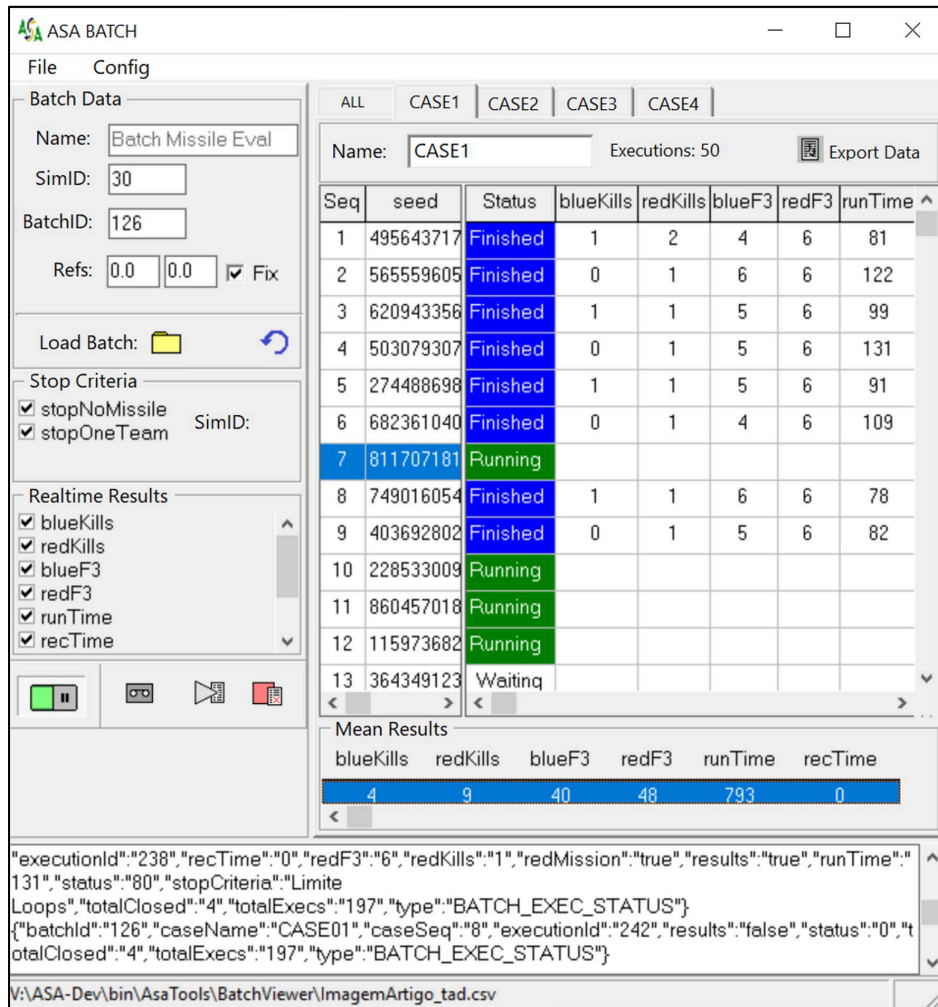 ASA BATCH
File Config
Batch Data
Name: Batch Missile Eval
SimID: 30
BatchID: 126
Refs: 0.0 0.0 Fix
Load Batch:
Stop Criteria
stopNoMissile
SimID:
stopOneTeam
Realtime Results
blueKills
redKills
blueF3
redF3
runTime
recTime
ALL CASE1 CASE2 CASE3 CASE4
Name: CASE1 Executions: 50 Export Data
Seq seed Status blueKills redKills blueF3 redF3 runTime
1 495643717 Finished 1 2 4 6 81
2 565559605 Finished 0 1 6 6 122
3 620943356 Finished 1 1 5 6 99
4 503079307 Finished 0 1 5 6 131
5 274488698 Finished 1 1 5 6 91
6 682361040 Finished 0 1 4 6 109
7 811707181 Running
8 749016054 Finished 1 1 6 6 78
9 403692802 Finished 0 1 5 6 82
10 228533009 Running
11 860457018 Running
12 115973682 Running
13 364349123 Waiting
Mean Results
blueKills redKills blueF3 redF3 runTime recTime
4 9 40 48 793 0
"executionId":"238","recTime":"0","redF3":"6","redKills":"1","redMission":"true","results":"true","runTime":"
131","status":"80","stopCriteria":"Limite
Loops","totalClosed":"4","totalExecs":"197","type":"BATCH_EXEC_STATUS"}
{"batchId":"126","caseName":"CASE01","caseSeq":"8","executionId":"242","results":"false","status":"0","t
otalClosed":"4","totalExecs":"197","type":"BATCH_EXEC_STATUS"}
V:\ASA-Dev\bin\AsaTools\BatchViewer\ImagemArtigo_tad.csv